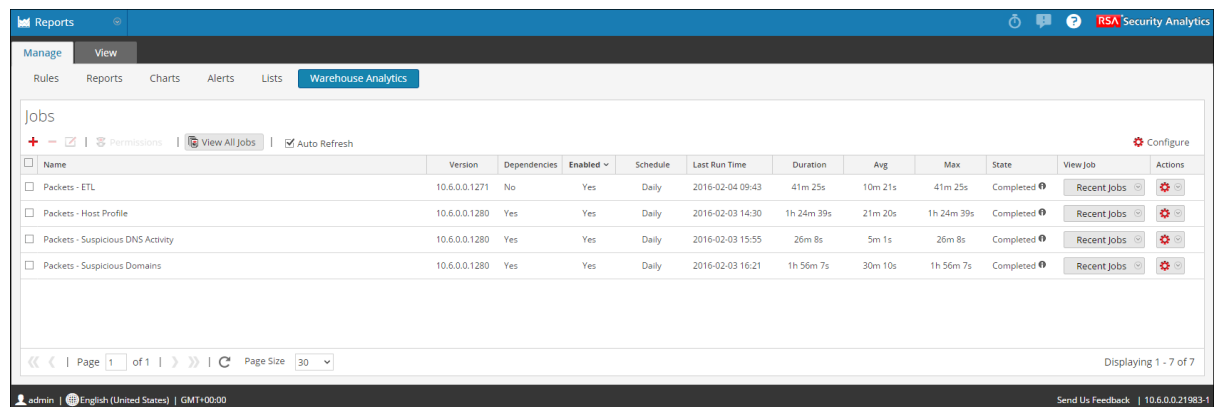 Reports RSA Security Analytics
Manage View
Rules Reports Charts Alerts Lists Warehouse Analytics
Jobs
Permissions View All Jobs Auto Refresh Configure
Name Version Dependencies Enabled Schedule Last Run Time Duration Avg Max State View Job Actions
Packets - ETL 10.6.0.0.1271 No Yes Daily 2016-02-04 09:43 41m 25s 10m 21s 41m 25s Completed Recent Jobs
Packets - Host Profile 10.6.0.0.1280 Yes Yes Daily 2016-02-03 14:30 1h 24m 39s 21m 20s 1h 24m 39s Completed Recent Jobs
Packets - Suspicious DNS Activity 10.6.0.0.1280 Yes Yes Daily 2016-02-03 15:55 26m 8s 5m 1s 26m 8s Completed Recent Jobs
Packets - Suspicious Domains 10.6.0.0.1280 Yes Yes Daily 2016-02-03 16:21 1h 56m 7s 30m 10s 1h 56m 7s Completed Recent Jobs
Page 1 of 1 | Page Size 30 Displaying 1 - 7 of 7
admin | English (United States) | GMT+00:00 Send Us Feedback | 10.6.0.0.21983-1